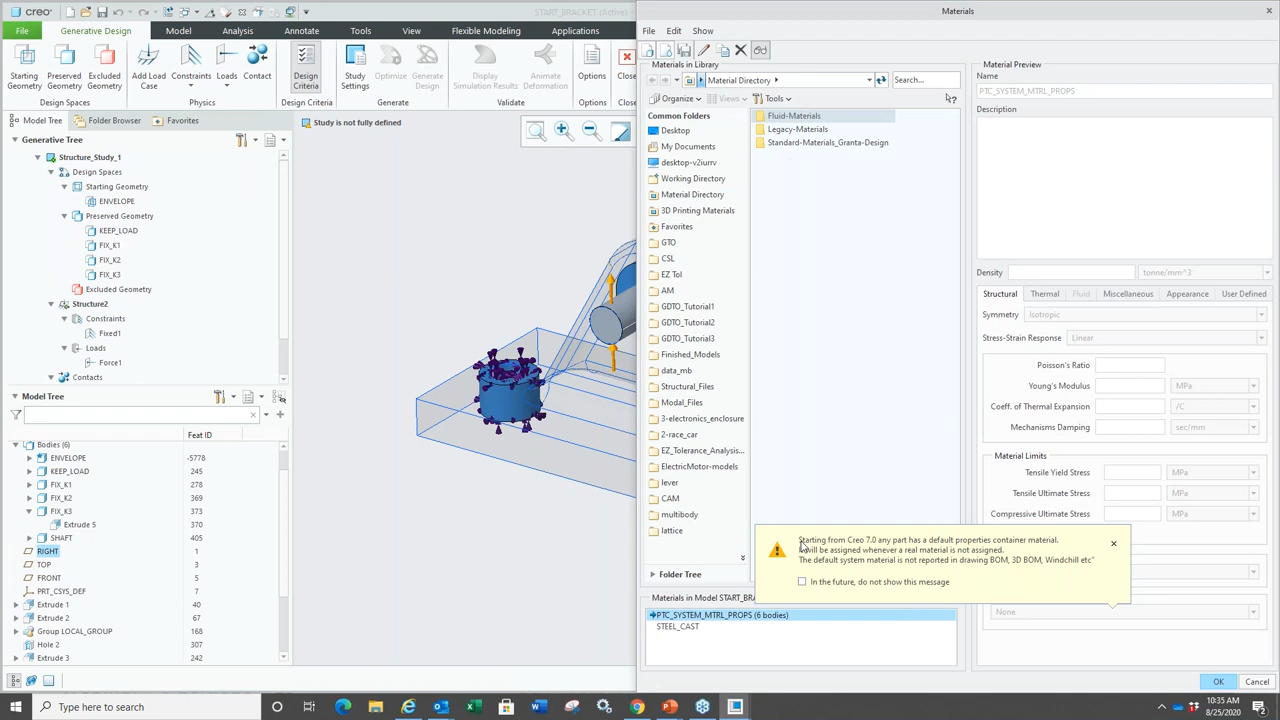 creo
START_BRACKET (Active)
File
Generative Design
Model
Analysis
Annotate
Tools
View
Flexible Modeling
Applications
Starting Geometry
Preserved Geometry
Excluded Geometry
Add Load Case
Constraints
Loads
Contact
Design Criteria
Study Settings
Optimize
Generate Design
Display Simulation Results
Animate Deformation
Options
Close
Design Spaces
Physics
Design Criteria
Generate
Validate
Options
Close
Model Tree
Folder Browser
Favorites
Study is not fully defined
Generative Tree
Structure_Study_1
Design Spaces
Starting Geometry
ENVELOPE
Preserved Geometry
KEEP_LOAD
FIX_K1
FIX_K2
FIX_K3
Excluded Geometry
Structure2
Constraints
Fixed1
Loads
Force1
Contacts
Model Tree
Feat ID
Bodies (6)
ENVELOPE -5778
KEEP_LOAD 245
FIX_K1 278
FIX_K2 369
FIX_K3 373
Extrude 5 370
SHAFT 405
RIGHT 1
TOP 3
FRONT 5
PRT_CSYS_DEF 7
Extrude 1 40
Extrude 2 67
Group LOCAL_GROUP 168
Hole 2 307
Extrude 3 242
Materials
File Edit Show
Materials in Library
Material Directory
Search...
Organize Views Tools
Common Folders
Desktop
My Documents
desktop-v2iurrv
Working Directory
Material Directory
3D Printing Materials
Favorites
GTO
CSL
EZ Tol
AM
GDTO_Tutorial1
GDTO_Tutorial2
GDTO_Tutorial3
Finished_Models
data_mb
Structural_Files
Modal_Files
3-electronics_enclosure
2-race_car
EZ_Tolerance_Analysis...
ElectricMotor-models
lever
CAM
multibody
lattice
Folder Tree
Fluid-Materials
Legacy-Materials
Standard-Materials_Granta-Design
Materials in Model START_BRA
PTC_SYSTEM_MTRL_PROPS (6 bodies)
STEEL_CAST
Material Preview
Name
PTC_SYSTEM_MTRL_PROPS
Description
Density
tonne/mm^3
Structural Thermal Fluid Miscellaneous Appearance User Defined
Symmetry Isotropic
Stress-Strain Response Linear
Poisson's Ratio
Young's Modulus MPa
Coeff. of Thermal Expansion /C
Mechanisms Damping sec/mm
Material Limits
Tensile Yield Stress MPa
Tensile Ultimate Stress MPa
Compressive Ultimate Stress MPa
Starting from Creo 7.0 any part has a default properties container material.
will be assigned whenever a real material is not assigned.
The default system material is not reported in drawing BOM, 3D BOM, Windchill etc"
In the future, do not show this message
None
OK
Cancel
Type here to search
10:35 AM
8/25/2020